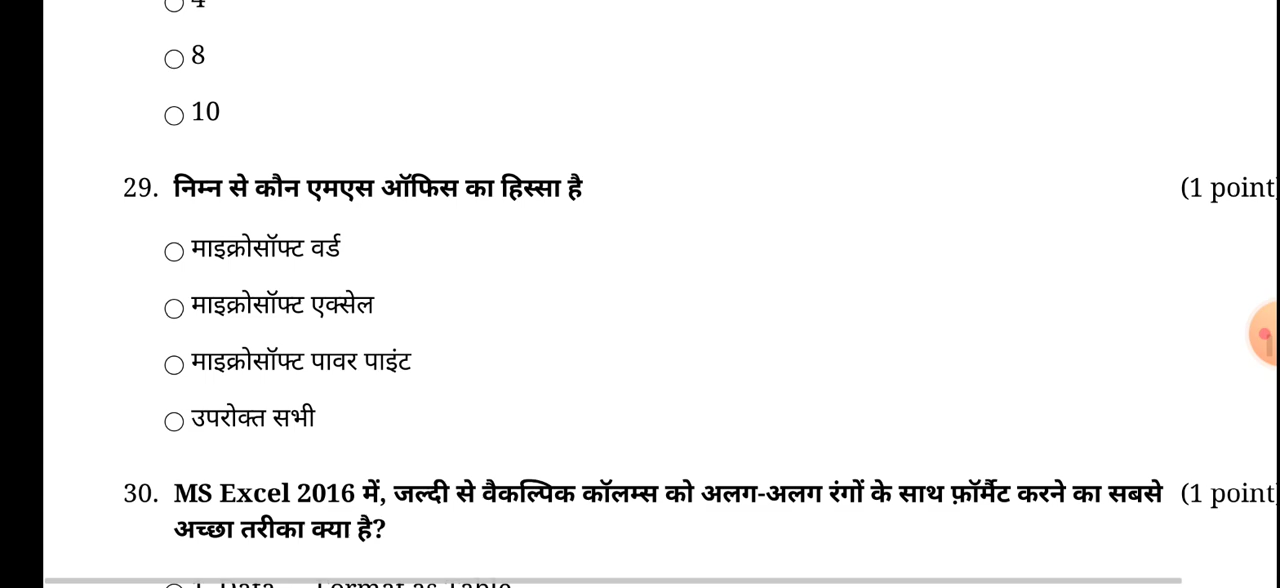 8
10
29. निम्न से कौन एमएस ऑफिस का हिस्सा है (1 point)
माइक्रोसॉफ्ट वर्ड
माइक्रोसॉफ्ट एक्सेल
माइक्रोसॉफ्ट पावर पाइंट
उपरोक्त सभी
30. MS Excel 2016 में, जल्दी से वैकल्पिक कॉलम्स को अलग-अलग रंगों के साथ फ़ॉर्मैट करने का सबसे (1 point
अच्छा तरीका क्या है?